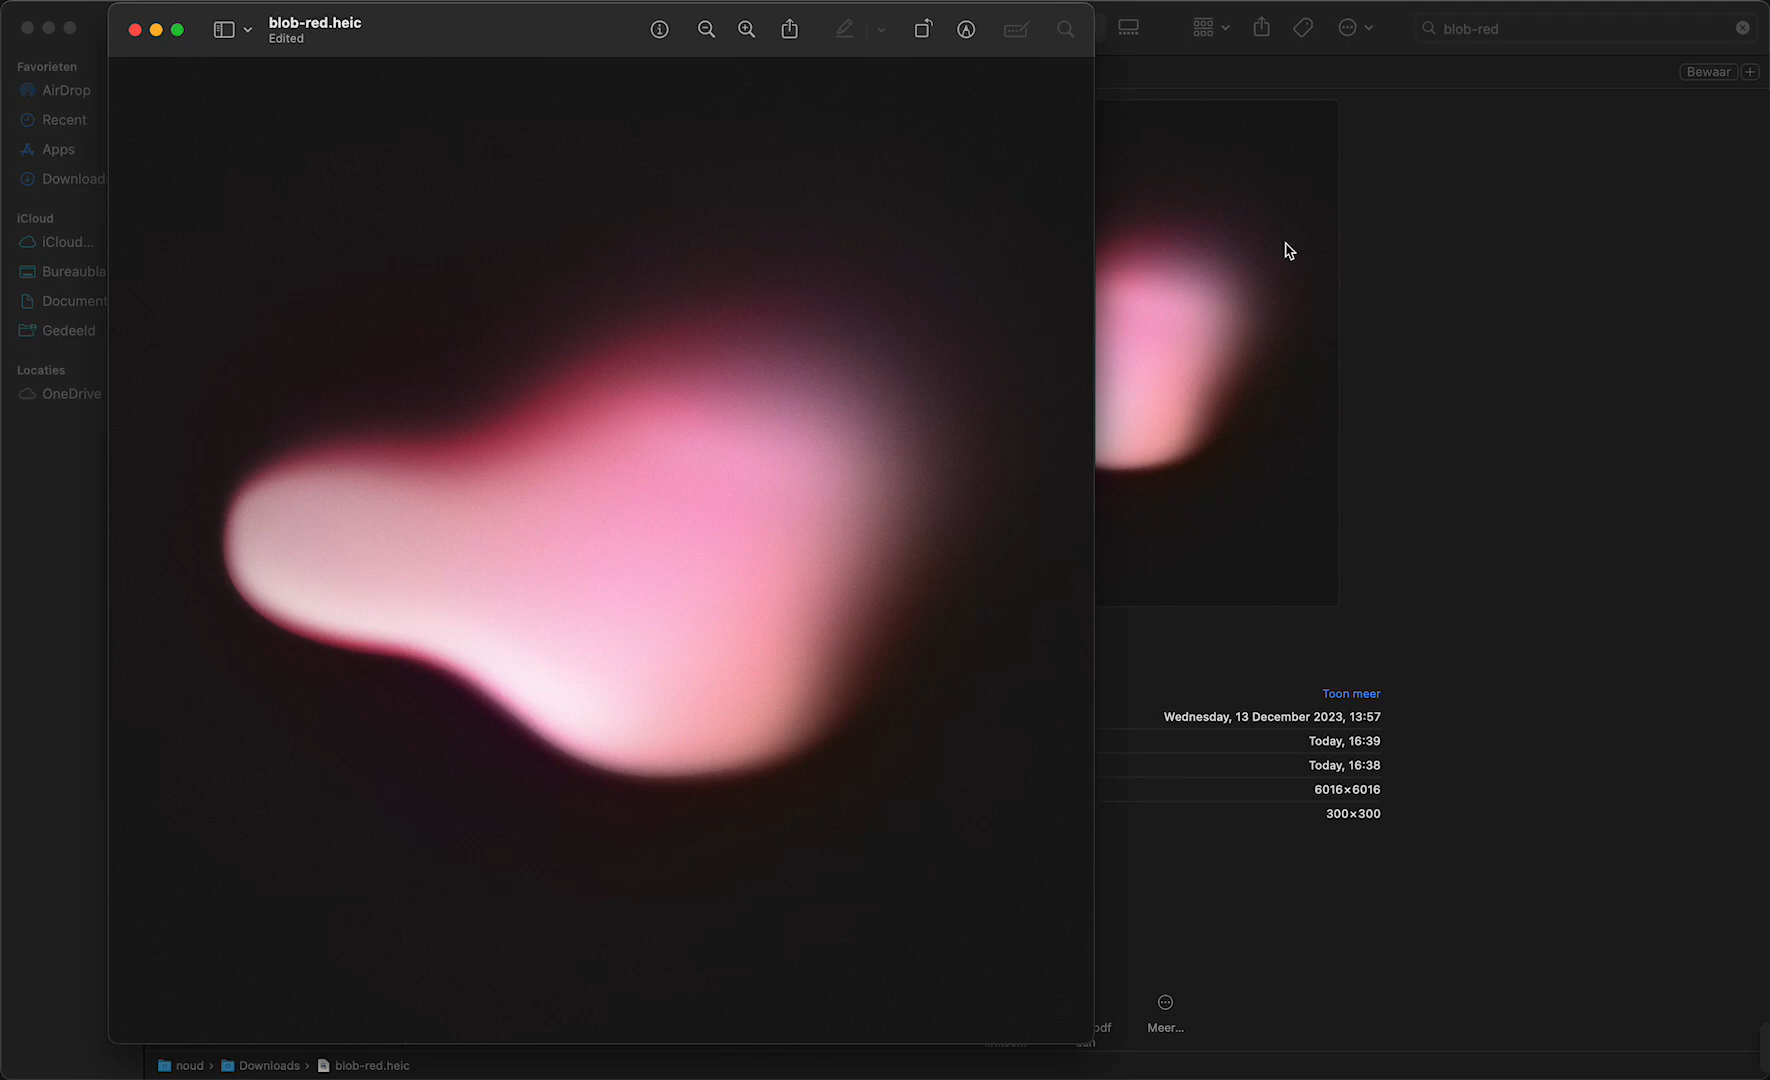 blob-red.heic
Edited
blob-red
Bewaar
Favorieten
AirDrop
Recent
Apps
Download
iCloud
iCloud...
Bureaubla
Document
Gedeeld
Locaties
OneDrive
Toon meer
Wednesday, 13 December 2023, 13:57
Today, 16:39
Today, 16:38
6016×6016
300×300
Meer...
noud › Downloads › blob-red.heic